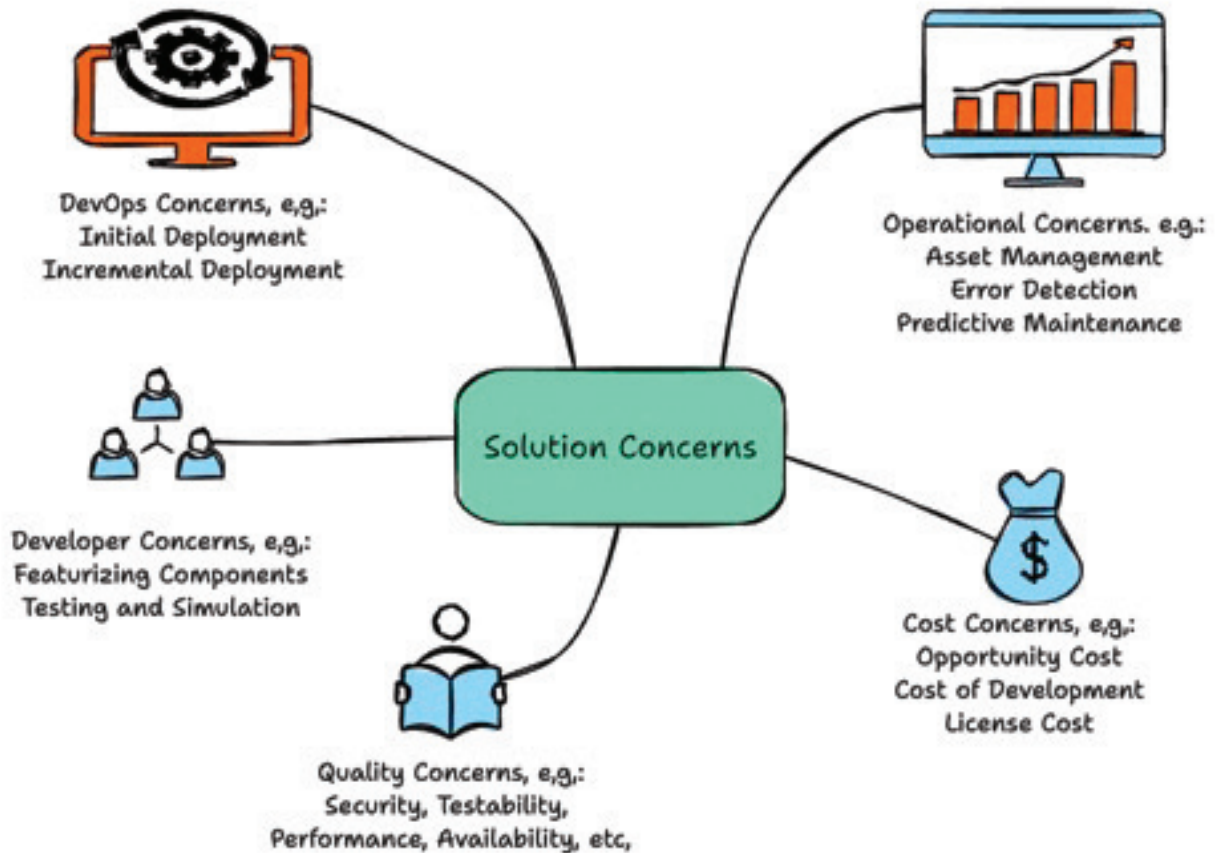 DevOps Concerns, e,g,:
Initial Deployment
Incremental Deployment
Operational Concerns. e.g.:
Asset Management
Error Detection
Predictive Maintenance
Solution Concerns
Developer Concerns, e,g,:
Featurizing Components
Testing and Simulation
$
Cost Concerns, e,g,:
Opportunity Cost
Cost of Development
License Cost
Quality Concerns, e,g,:
Security, Testability,
Performance, Availability, etc,